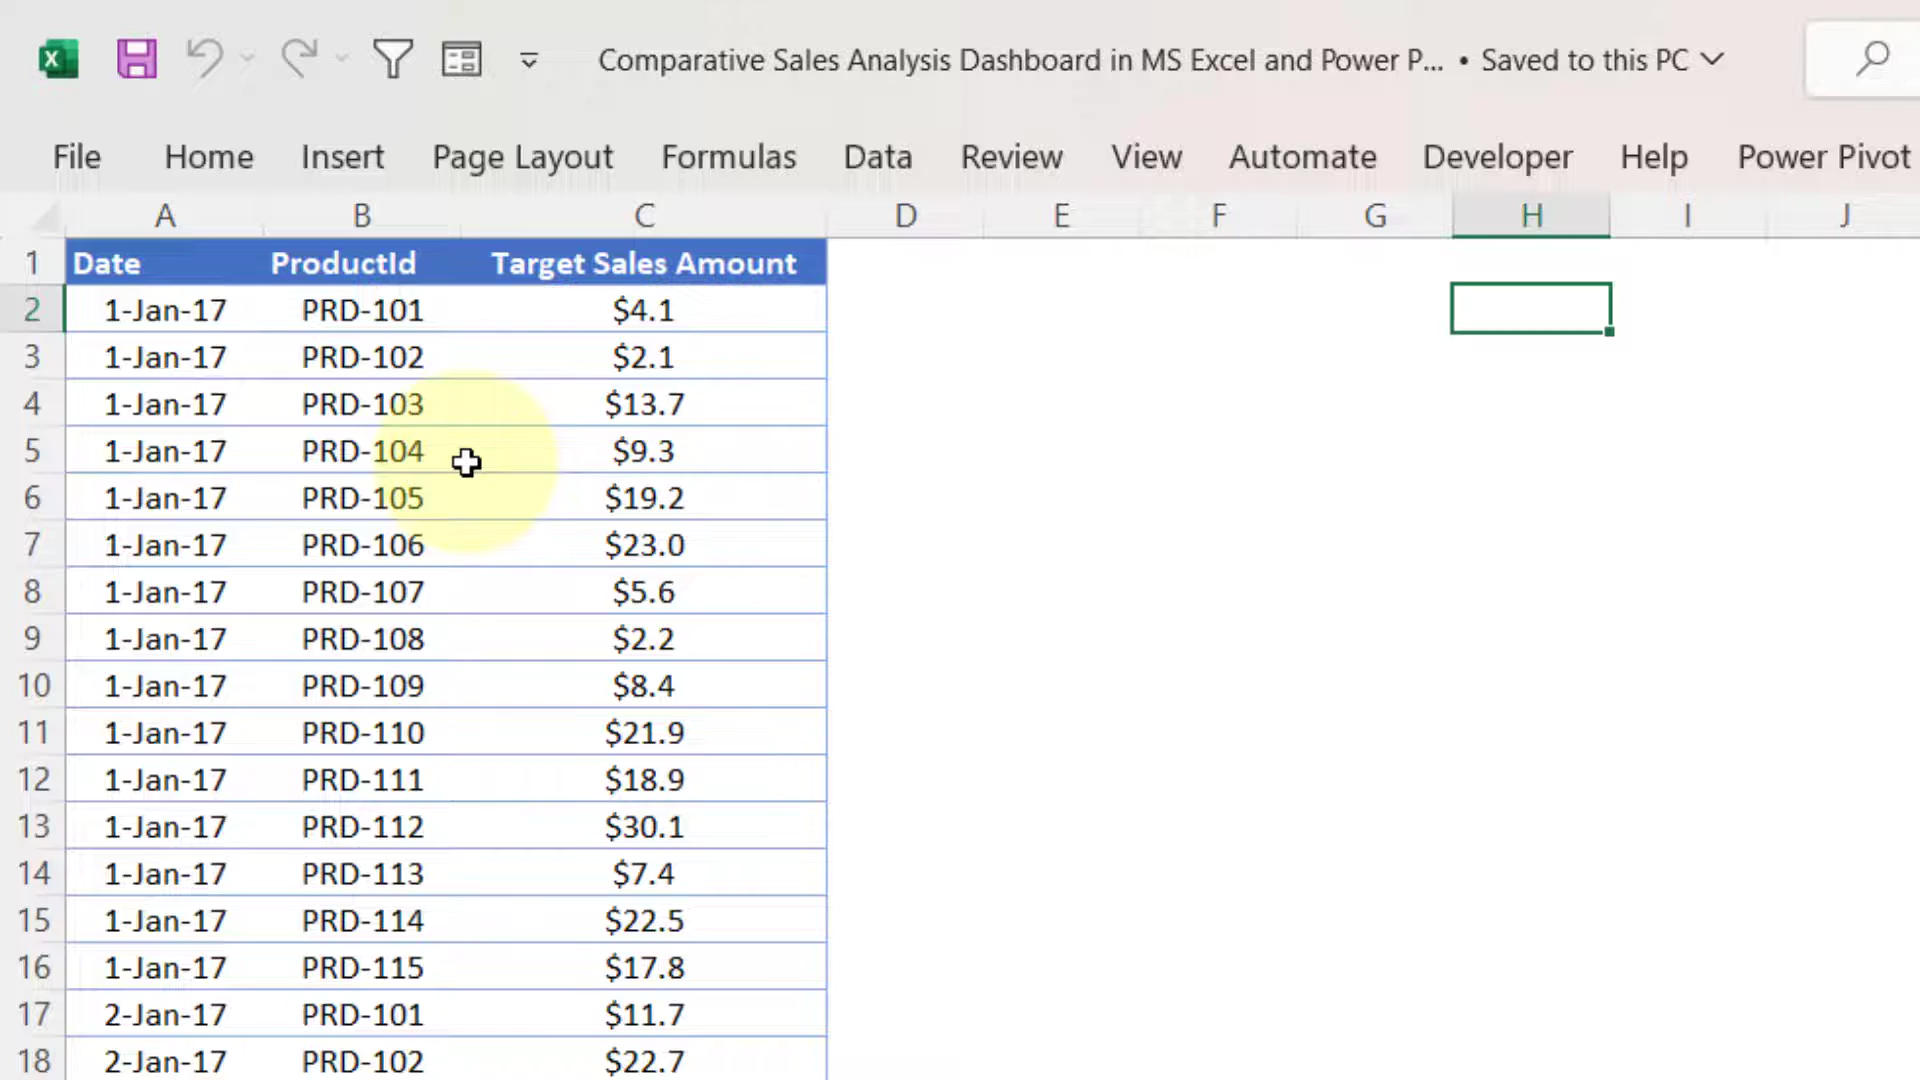 X Comparative Sales Analysis Dashboard in MS Excel and Power P... • Saved to this PC
File Home Insert Page Layout Formulas Data Review View Automate Developer Help Power Pivot
A B C D E F G H I J
1 Date ProductId Target Sales Amount
2 1-Jan-17 PRD-101 $4.1
3 1-Jan-17 PRD-102 $2.1
4 1-Jan-17 PRD-103 $13.7
5 1-Jan-17 PRD-104 $9.3
6 1-Jan-17 PRD-105 $19.2
7 1-Jan-17 PRD-106 $23.0
8 1-Jan-17 PRD-107 $5.6
9 1-Jan-17 PRD-108 $2.2
10 1-Jan-17 PRD-109 $8.4
11 1-Jan-17 PRD-110 $21.9
12 1-Jan-17 PRD-111 $18.9
13 1-Jan-17 PRD-112 $30.1
14 1-Jan-17 PRD-113 $7.4
15 1-Jan-17 PRD-114 $22.5
16 1-Jan-17 PRD-115 $17.8
17 2-Jan-17 PRD-101 $11.7
18 2-Jan-17 PRD-102 $22.7